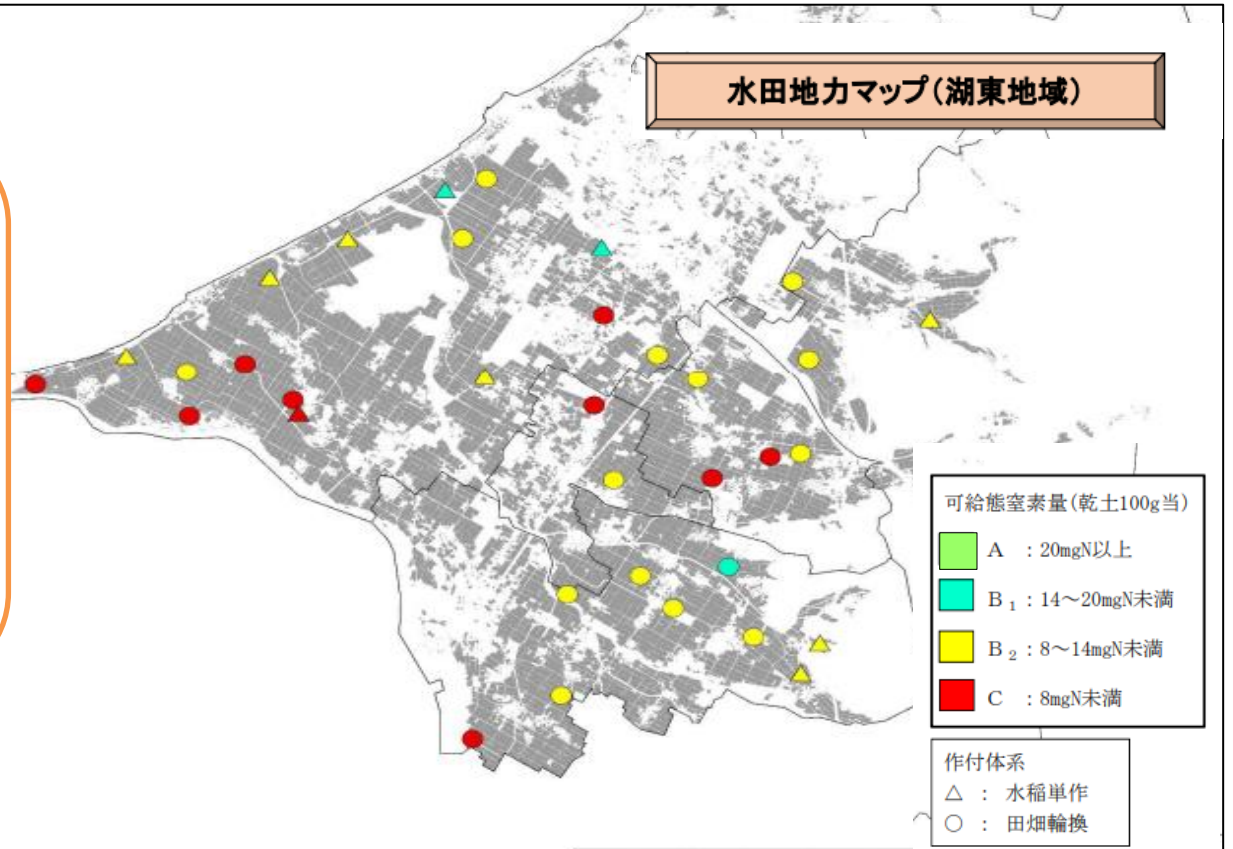 水田地力マップ(湖東地域)
可給態窒素量(乾土100g当)
A :20mgN以上
B₁:14～20mgN未満
B₂:8～14mgN未満
C :8mgN未満
作付体系
△ : 水稲単作
○ : 田畑輪換